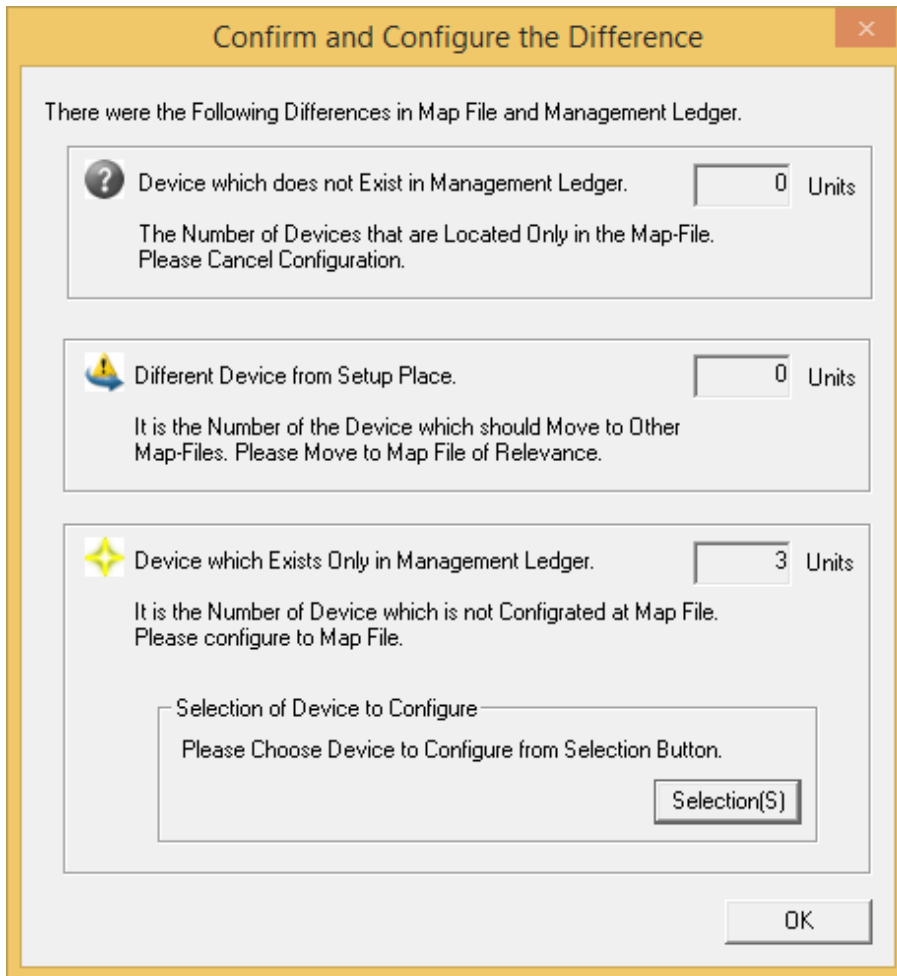 Confirm and Configure the Difference
There were the Following Differences in Map File and Management Ledger.
Device which does not Exist in Management Ledger. 0 Units
The Number of Devices that are Located Only in the Map-File.
Please Cancel Configuration.
Different Device from Setup Place. 0 Units
It is the Number of the Device which should Move to Other
Map-Files. Please Move to Map File of Relevance.
Device which Exists Only in Management Ledger. 3 Units
It is the Number of Device which is not Configrated at Map File.
Please configure to Map File.
Selection of Device to Configure
Please Choose Device to Configure from Selection Button.
Selection(S)
OK